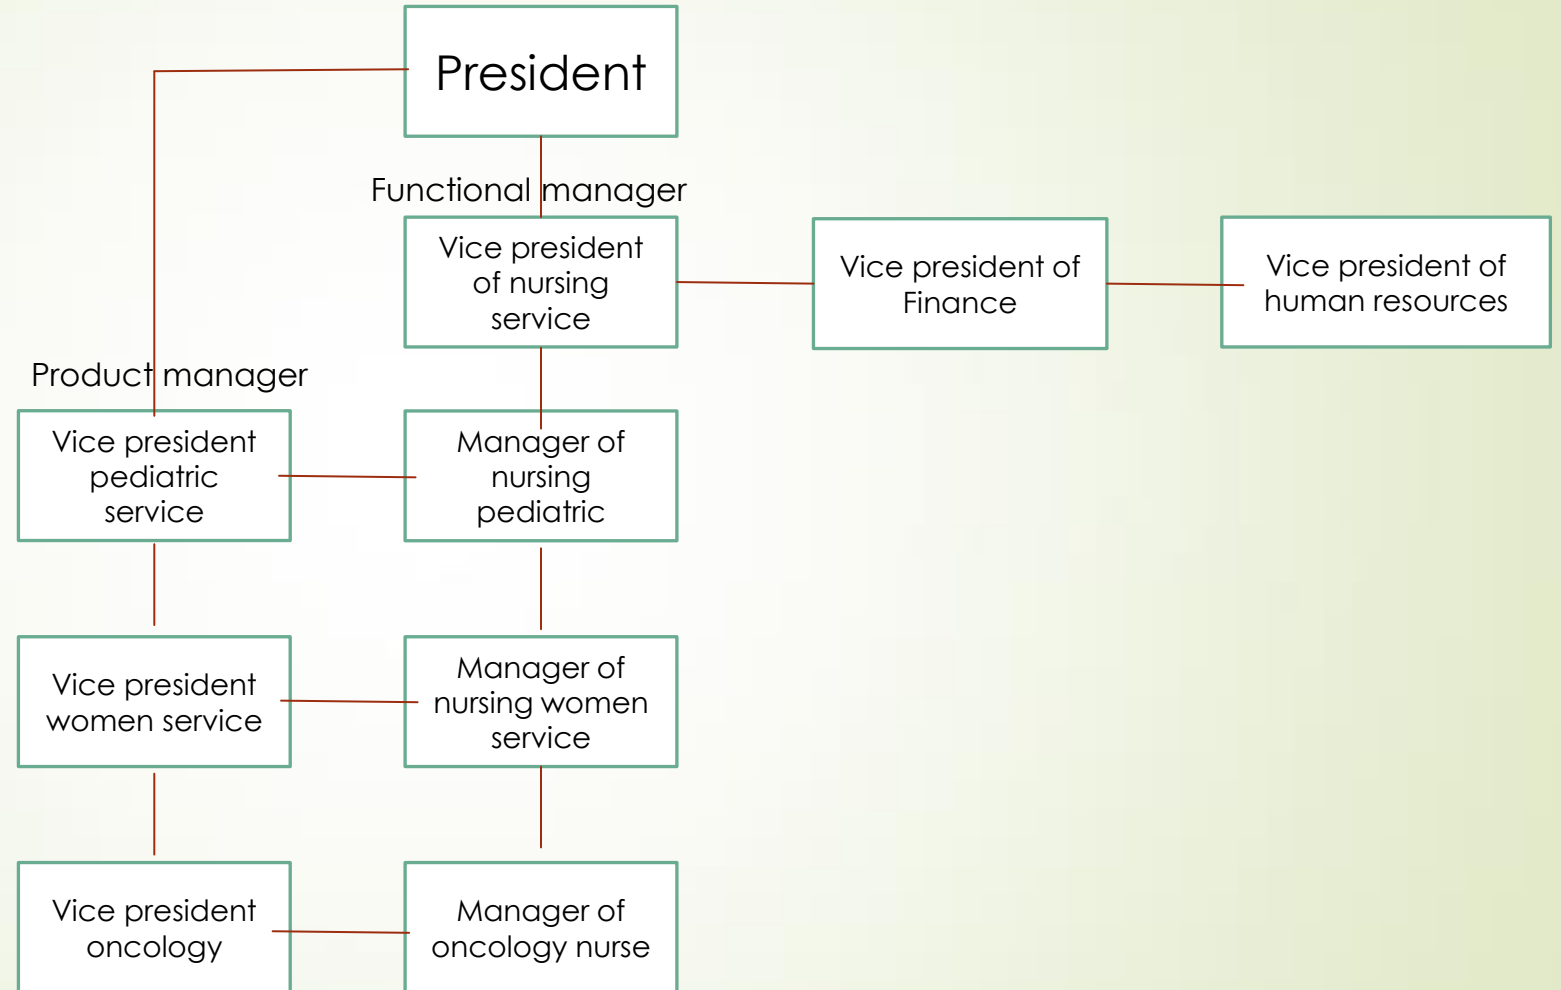 President
Functional manager
Vice president
of nursing
service
Vice president of
Finance
Vice president of
human resources
Product manager
Vice president
pediatric
service
Manager of
nursing
pediatric
Vice president
women service
Manager of
nursing women
service
Vice president
oncology
Manager of
oncology nurse